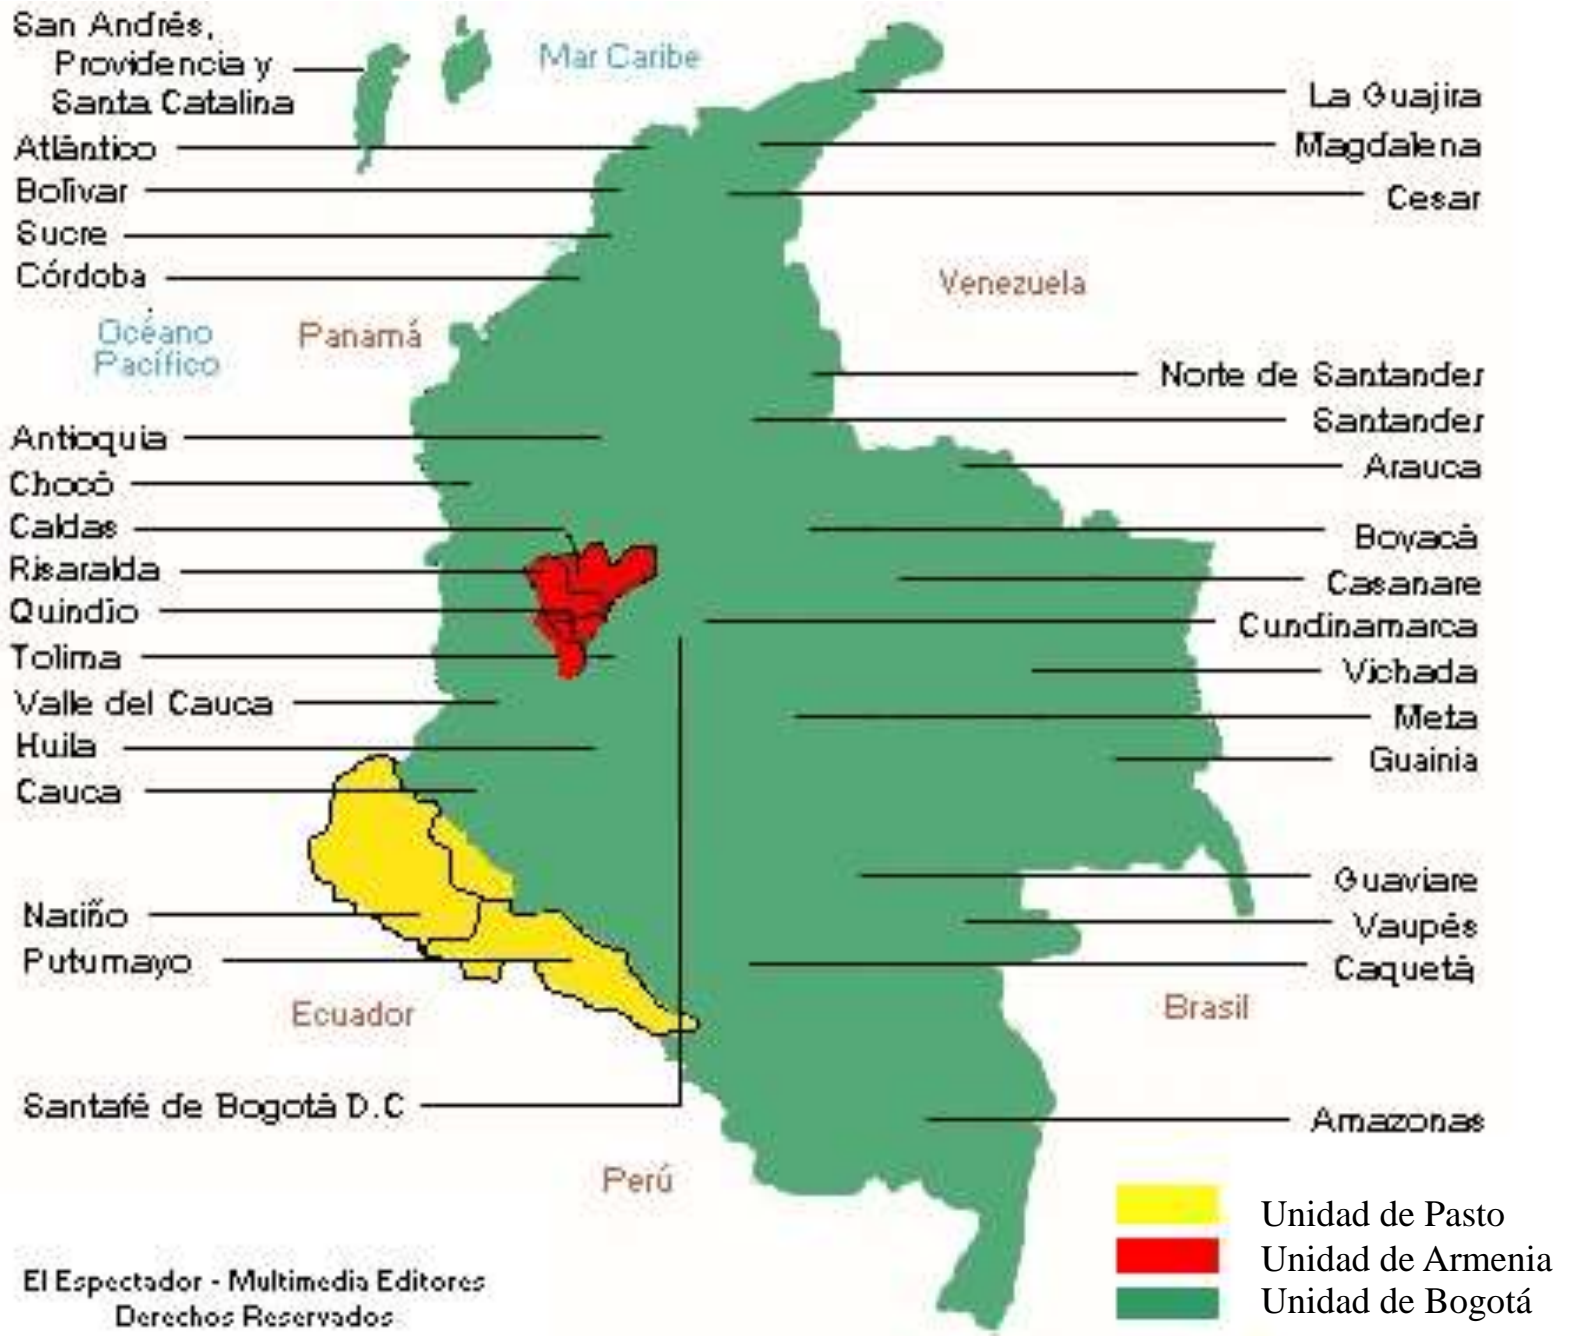 San Andrés,
Providencia y
Santa Catalina
Mar Caribe
La Guajira
Atlántico
Magdalena
Bolívar
Cesar
Sucre
Córdoba
Venezuela
Océano
Pacífico
Panamá
Norte de Santander
Santander
Antioquia
Arauca
Chocó
Caldas
Boyacá
Risaralda
Casanare
Quindío
Cundinamarca
Tolima
Vichada
Valle del Cauca
Meta
Huila
Guainia
Cauca
Guaviare
Nariño
Vaupés
Putumayo
Caquetá
Ecuador
Brasil
Santafé de Bogotá D.C
Amazonas
Perú
Unidad de Pasto
Unidad de Armenia
Unidad de Bogotá
El Espectador - Multimedia Editores
Derechos Reservados